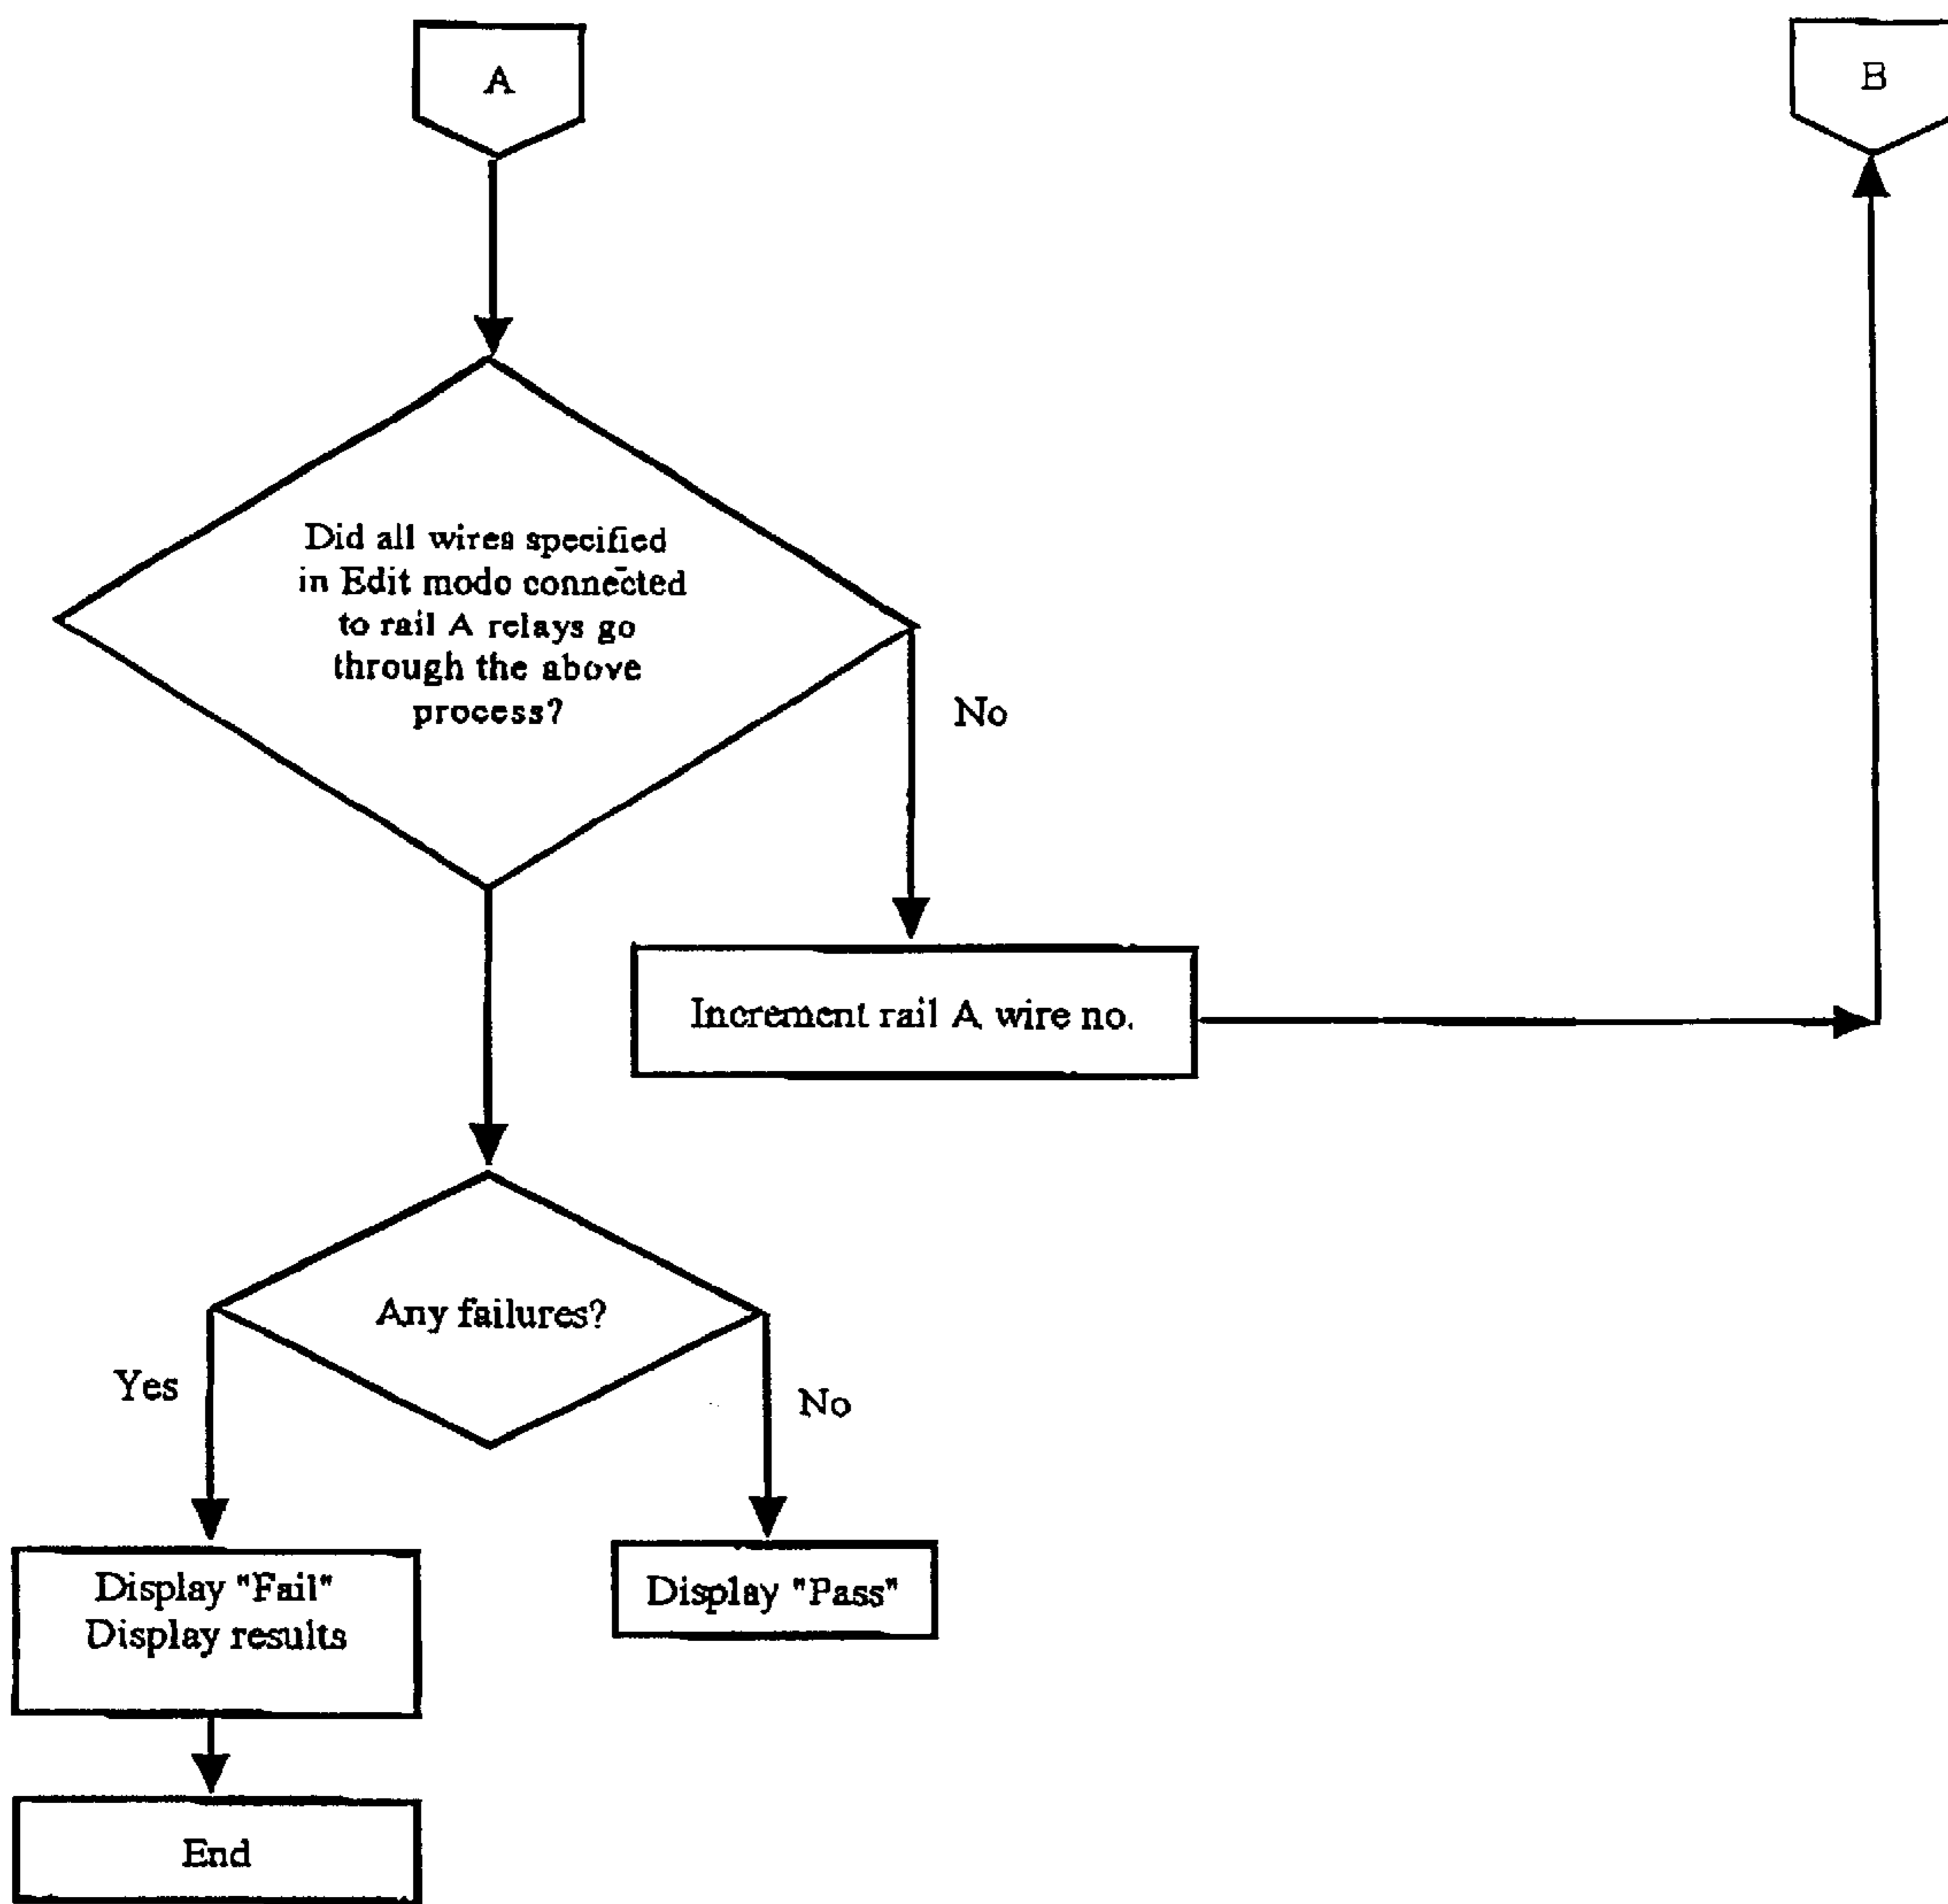 A
B
Did all wires specified
in Edit modo connected
to rail A relays go
through the above
process?
No
Increment rail A wire no.
Any failures?
Yes
No
Display "Fail"
Display results
Display "Pass"
End